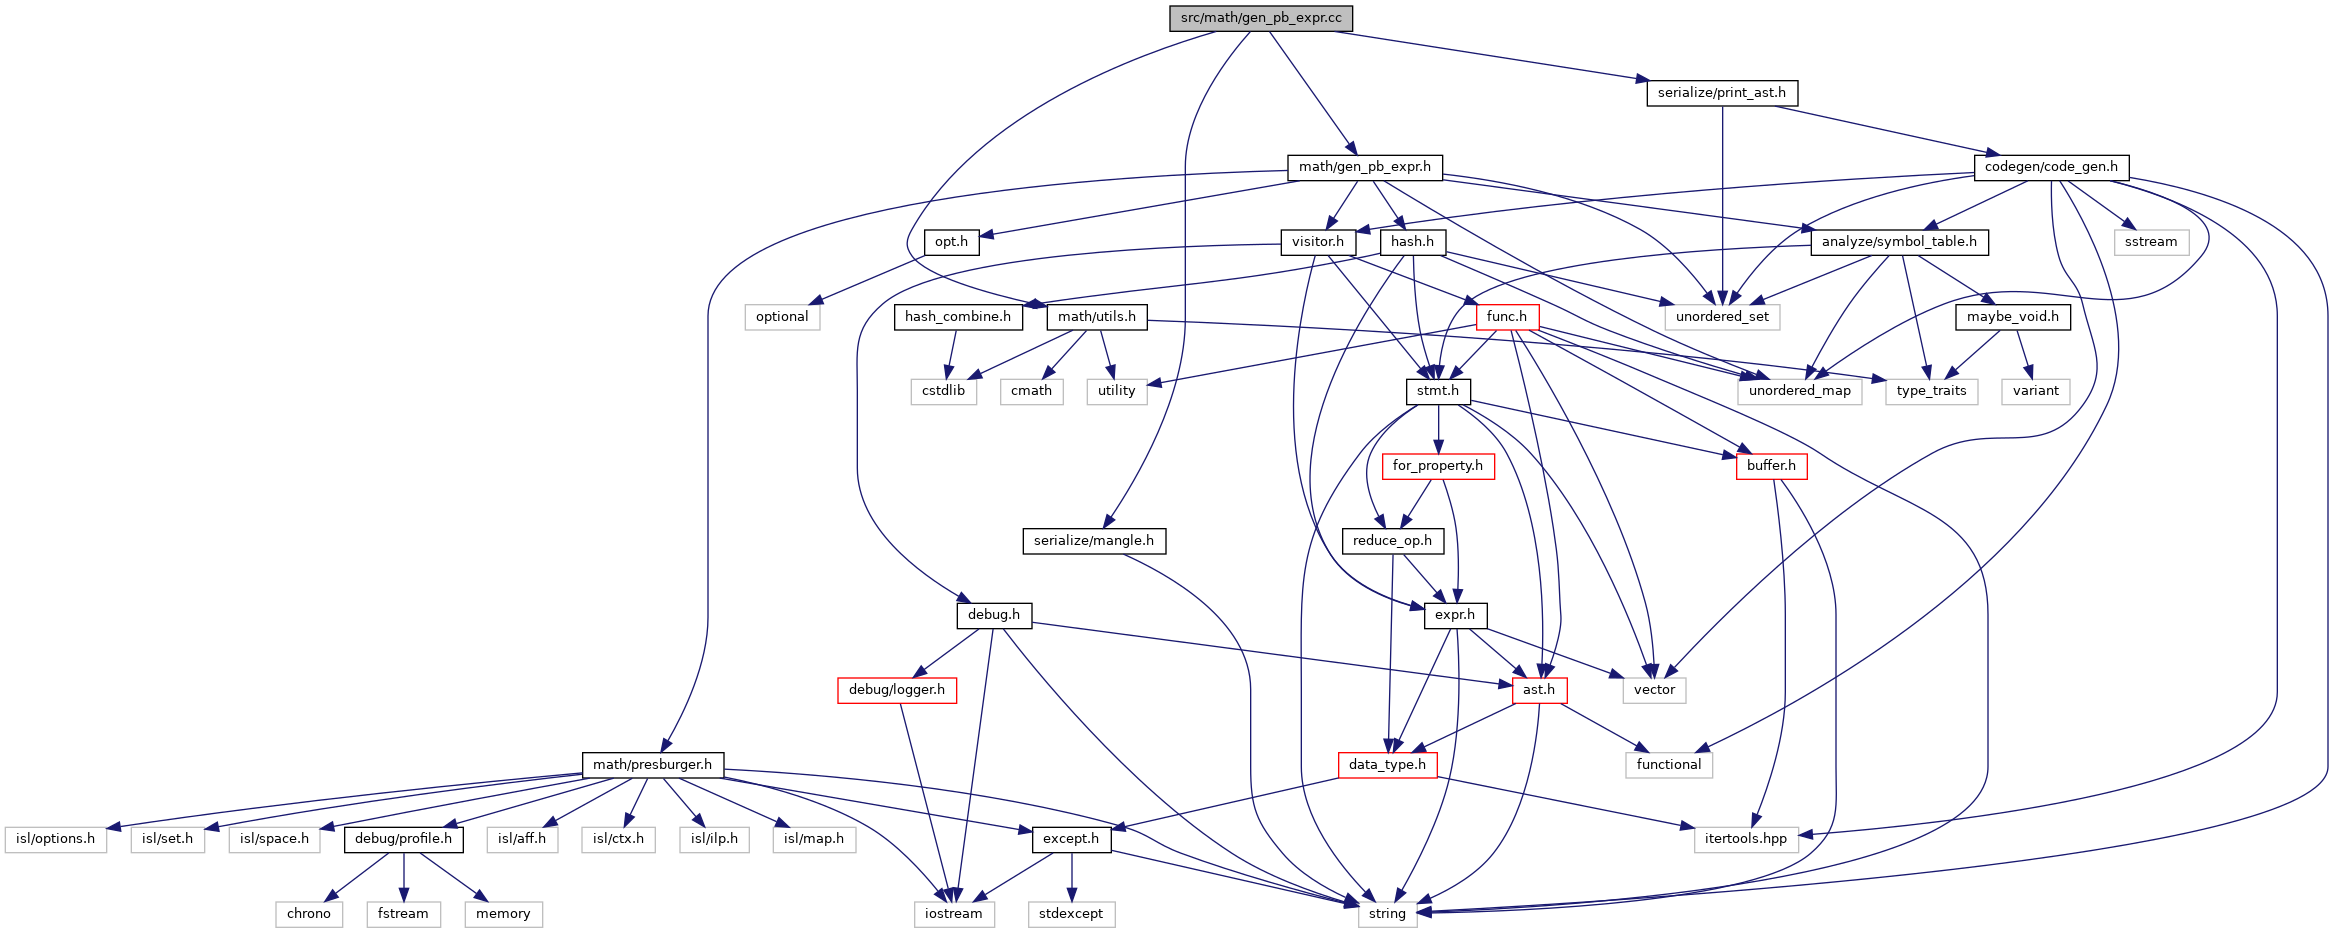 src/math/gen_pb_expr.cc
serialize/print_ast.h
math/gen_pb_expr.h
codegen/code_gen.h
opt.h
visitor.h
hash.h
analyze/symbol_table.h
sstream
optional
hash_combine.h
math/utils.h
func.h
unordered_set
maybe_void.h
cstdlib
cmath
utility
stmt.h
unordered_map
type_traits
variant
for_property.h
buffer.h
serialize/mangle.h
reduce_op.h
debug.h
expr.h
debug/logger.h
ast.h
vector
math/presburger.h
data_type.h
functional
isl/options.h
isl/set.h
isl/space.h
debug/profile.h
isl/aff.h
isl/ctx.h
isl/ilp.h
isl/map.h
except.h
itertools.hpp
chrono
fstream
memory
iostream
stdexcept
string